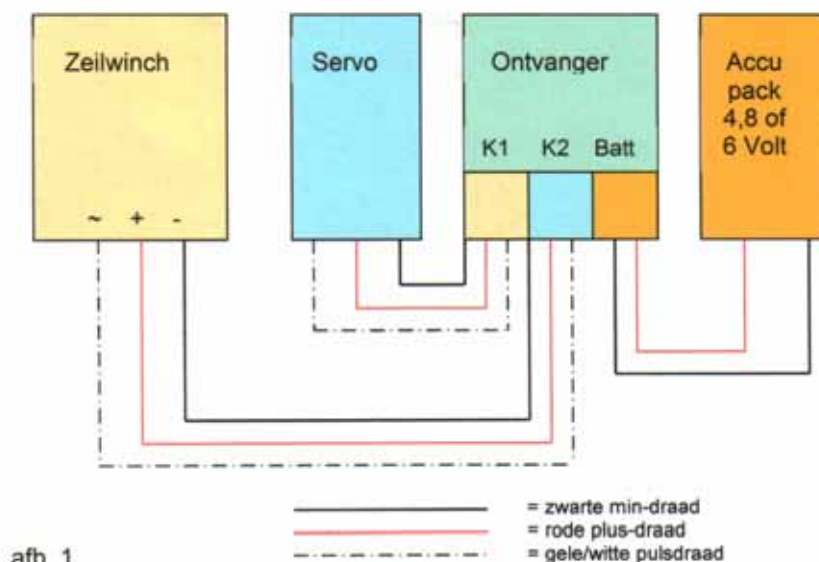 Zeilwinch
Servo
Ontvanger
Accu
pack
4,8 of
6 Volt
K1 K2 Batt
~ + -
= zwarte min-draad
= rode plus-draad
= gele/witte pulsdraad
afb. 1